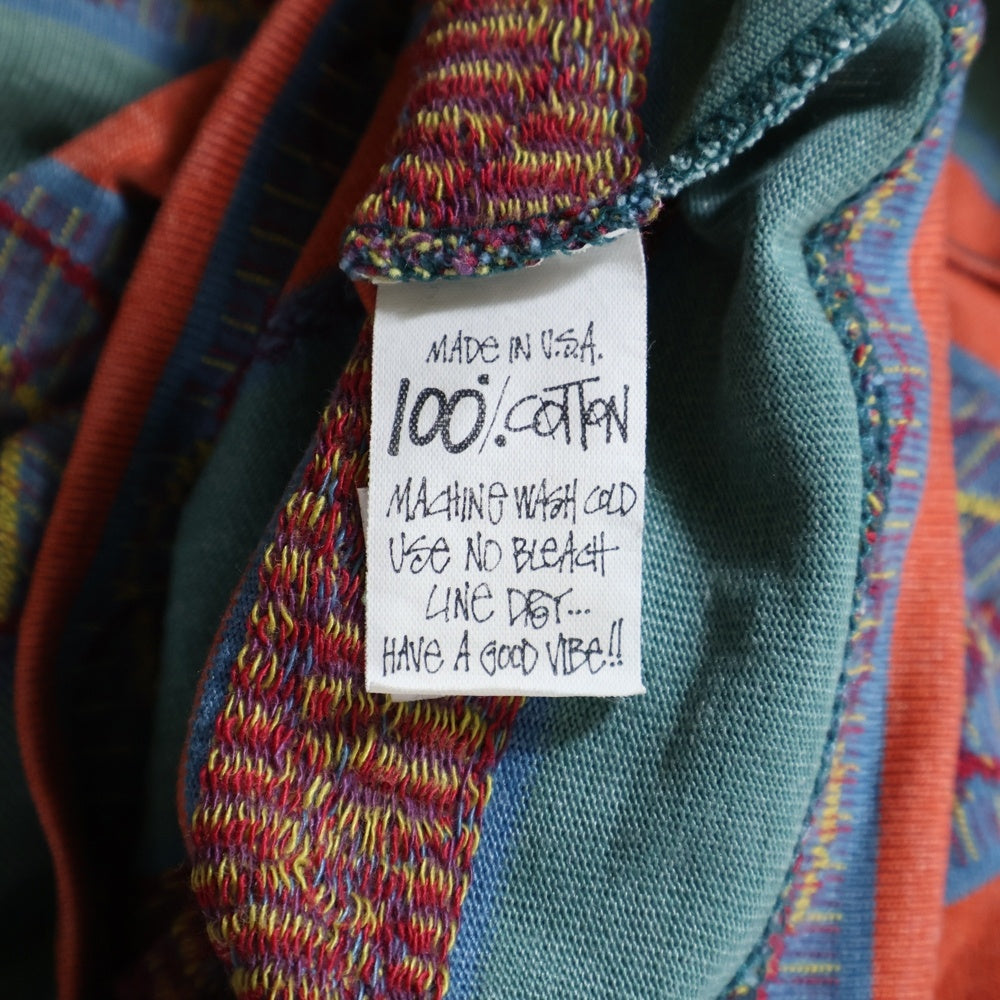 MADE IN U.S.A.
100% COTTON
MACHINE WASH COLD
USE NO BLEACH
LINE DRY...
HAVE A GOOD VIBE!!